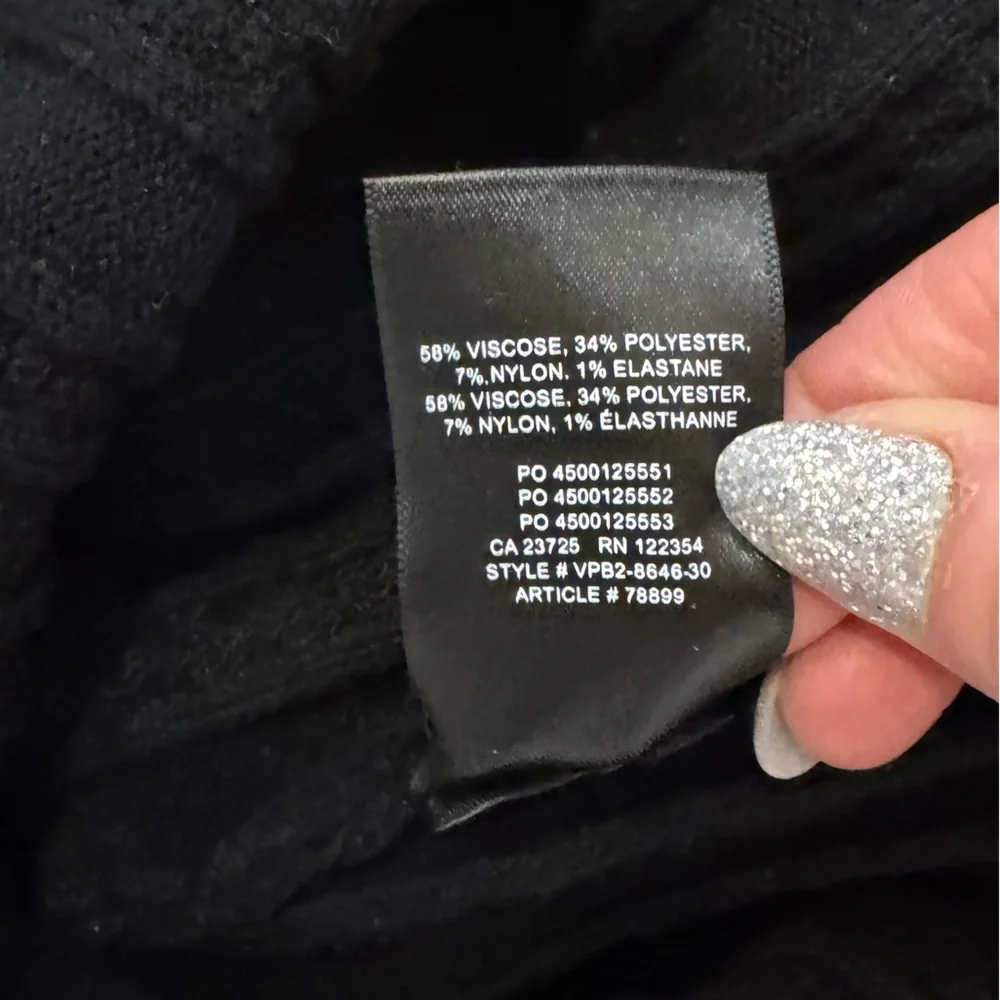 58% VISCOSE, 34% POLYESTER,
7%,NYLON. 1% ELASTANE
58% VISCOSE, 34% POLYESTER,
7% NYLON, 1% ÉLASTHANNE
PO 4500125551
PO 4500125552
PO 4500125553
CA 23725 RN 122354
STYLE # VPB2-8646-30
ARTICLE # 78899